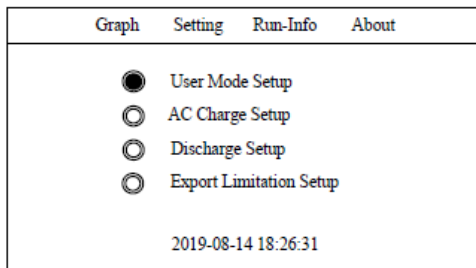 Graph Setting Run-Info About
User Mode Setup
AC Charge Setup
Discharge Setup
Export Limitation Setup
2019-08-14 18:26:31